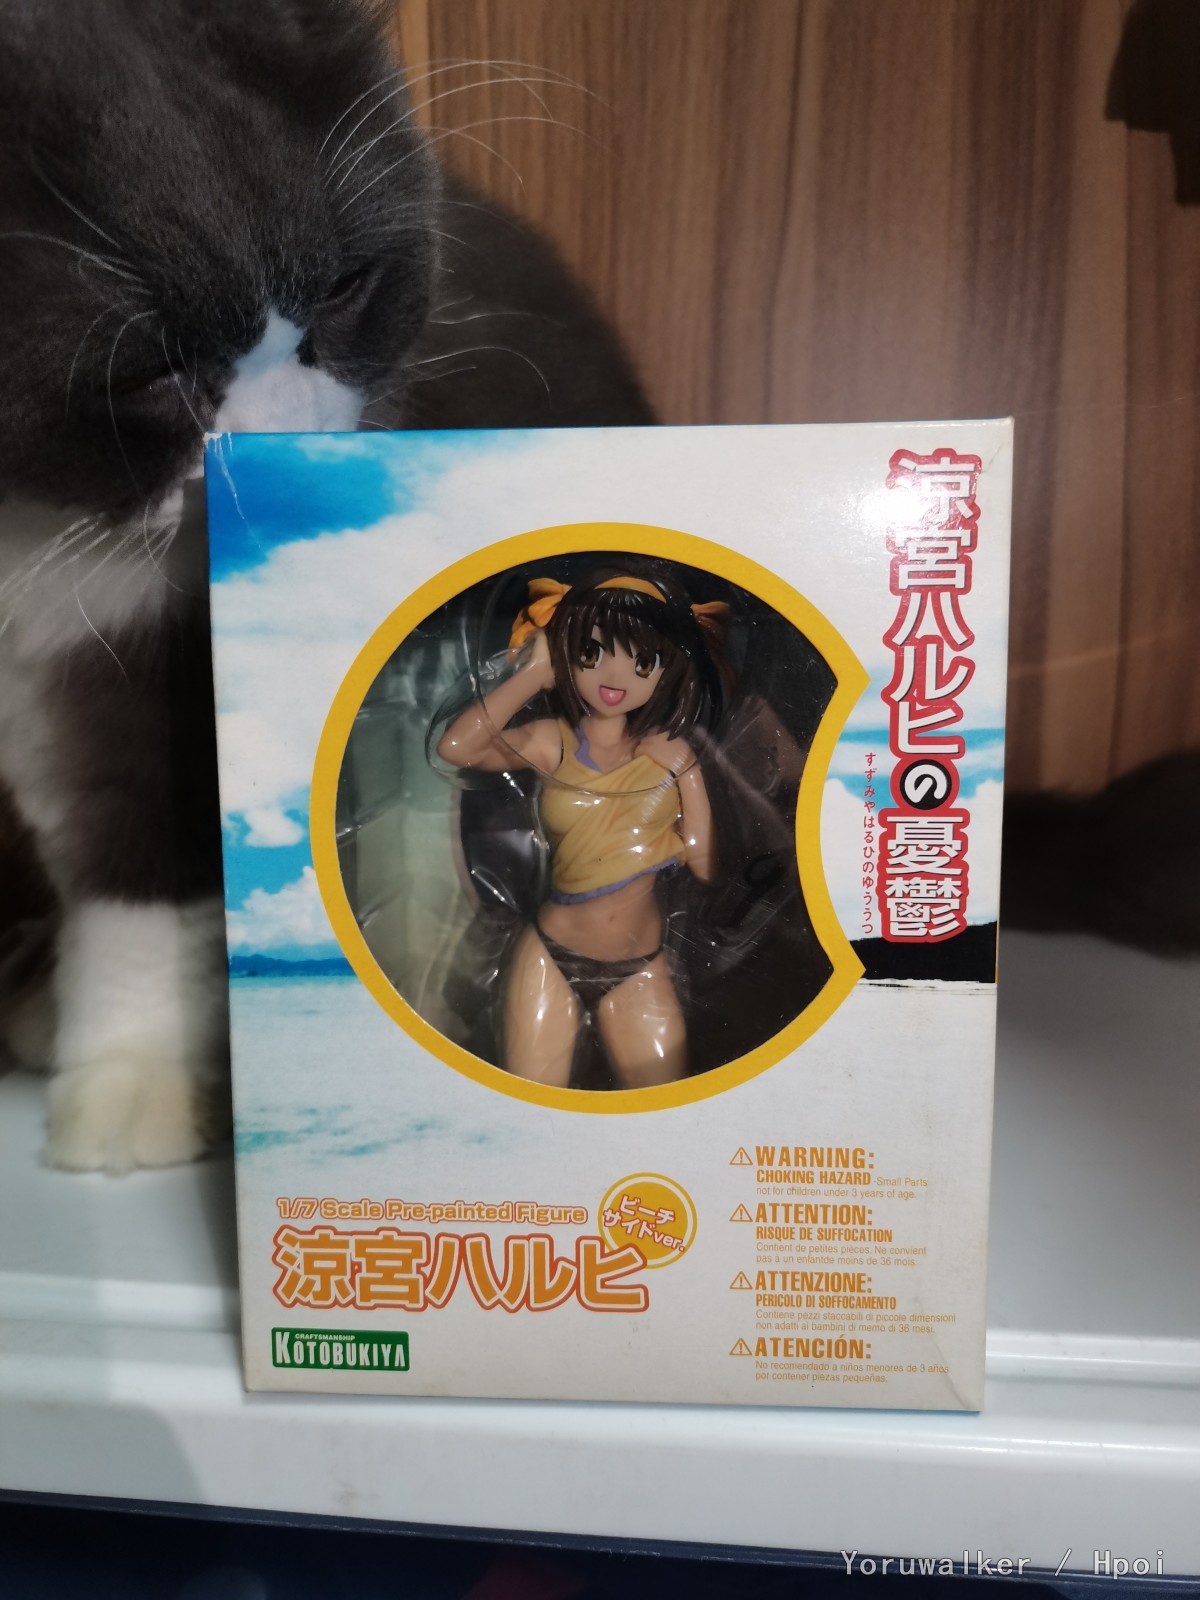 涼宮ハルヒの憂鬱
すずみやはるひのゆううつ
1/7 Scale Pre-painted Figure
ビーチ
サイドver.
涼宮ハルヒ
CRAFTSMANSHIP
KOTOBUKIYA
⚠WARNING:
CHOKING HAZARD -Small Parts
not for children under 3 years of age.
⚠ATTENTION:
RISQUE DE SUFFOCATION
Contient de petites pièces. Ne convient
pas à un enfantde moins de 36 mois.
⚠ATTENZIONE:
PERICOLO DI SOFFOCAMENTO
Contiene pezzi staccabili di piccole dimensioni
non adatti ai bambini di memo di 36 mesi.
⚠ATENCIÓN:
No recomendado a niños menores de 3 años
por contener piezas pequeñas.
Yoruwalker / Hpoi